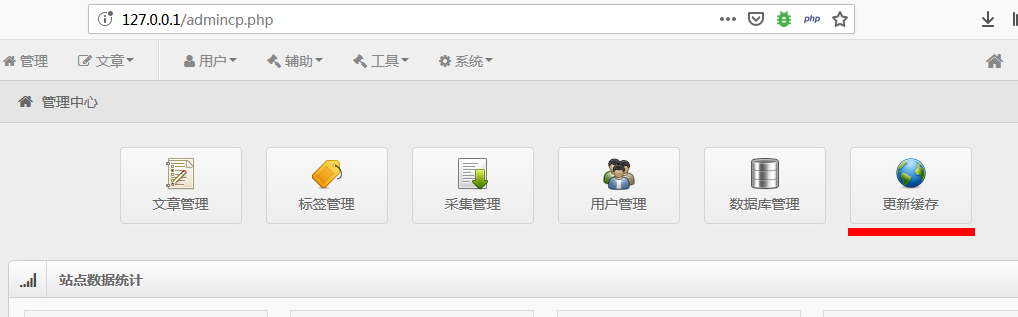 127.0.0.1/admincp.php
php
管理 文章 用户 辅助 工具 系统
管理中心
文章管理 标签管理 采集管理 用户管理 数据库管理 更新缓存
站点数据统计